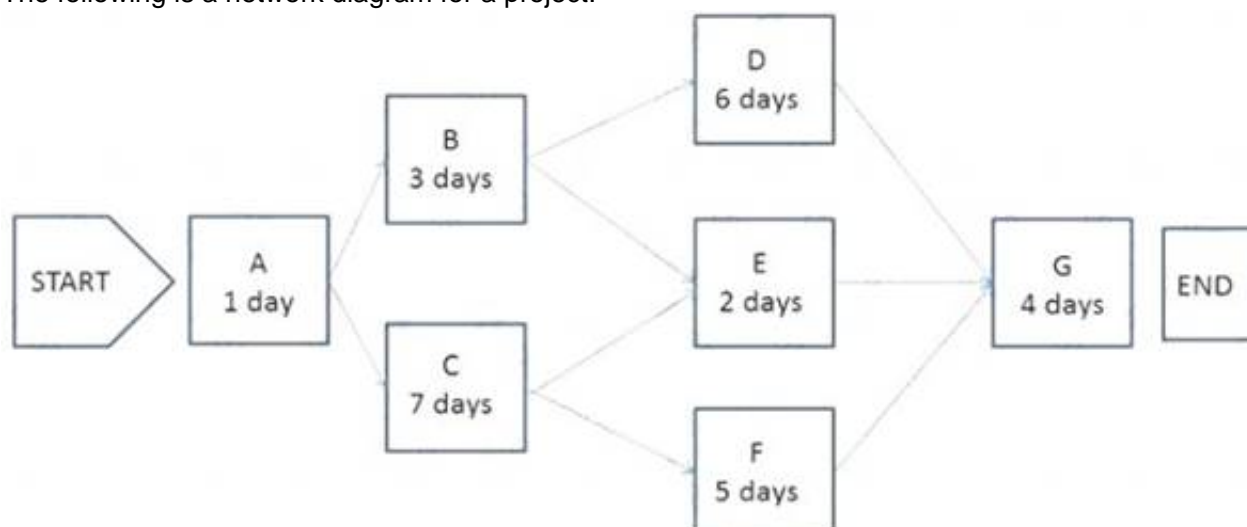 The following is a network diagram for a project:
START
A
1 day
B
3 days
C
7 days
D
6 days
E
2 days
F
5 days
G
4 days
END